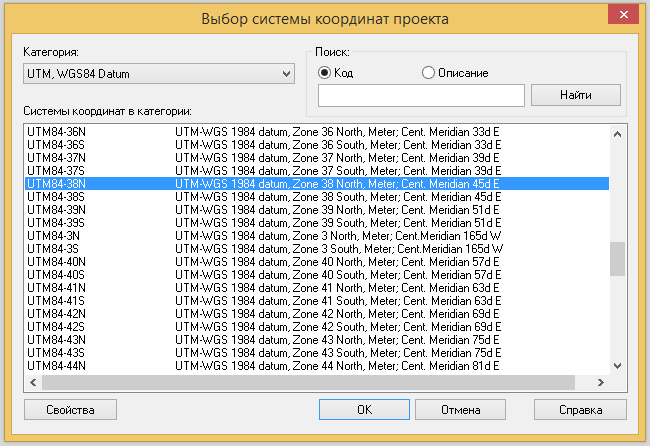 Выбор системы координат проекта
Категория:
UTM, WGS84 Datum
Поиск:
Код
Описание
Найти
Системы координат в категории:
UTM84-36N UTM-WGS 1984 datum, Zone 36 North, Meter; Cent. Meridian 33d E
UTM84-36S UTM-WGS 1984 datum, Zone 36 South, Meter; Cent. Meridian 33d E
UTM84-37N UTM-WGS 1984 datum, Zone 37 North, Meter; Cent. Meridian 39d E
UTM84-37S UTM-WGS 1984 datum, Zone 37 South, Meter; Cent. Meridian 39d E
UTM84-38N UTM-WGS 1984 datum, Zone 38 North, Meter; Cent. Meridian 45d E
UTM84-38S UTM-WGS 1984 datum, Zone 38 South, Meter; Cent. Meridian 45d E
UTM84-39N UTM-WGS 1984 datum, Zone 39 North, Meter; Cent. Meridian 51d E
UTM84-39S UTM-WGS 1984 datum, Zone 39 South, Meter; Cent. Meridian 51d E
UTM84-3N UTM-WGS 1984 datum, Zone 3 North, Meter; Cent.Meridian 165d W
UTM84-3S UTM-WGS 1984 datum, Zone 3 South, Meter; Cent.Meridian 165d W
UTM84-40N UTM-WGS 1984 datum, Zone 40 North, Meter; Cent. Meridian 57d E
UTM84-40S UTM-WGS 1984 datum, Zone 40 South, Meter; Cent. Meridian 57d E
UTM84-41N UTM-WGS 1984 datum, Zone 41 North, Meter; Cent. Meridian 63d E
UTM84-41S UTM-WGS 1984 datum, Zone 41 South, Meter; Cent. Meridian 63d E
UTM84-42N UTM-WGS 1984 datum, Zone 42 North, Meter; Cent. Meridian 69d E
UTM84-42S UTM-WGS 1984 datum, Zone 42 South, Meter; Cent. Meridian 69d E
UTM84-43N UTM-WGS 1984 datum, Zone 43 North, Meter; Cent. Meridian 75d E
UTM84-43S UTM-WGS 1984 datum, Zone 43 South, Meter; Cent. Meridian 75d E
UTM84-44N UTM-WGS 1984 datum, Zone 44 North, Meter; Cent. Meridian 81d E
Свойства
OK
Отмена
Справка